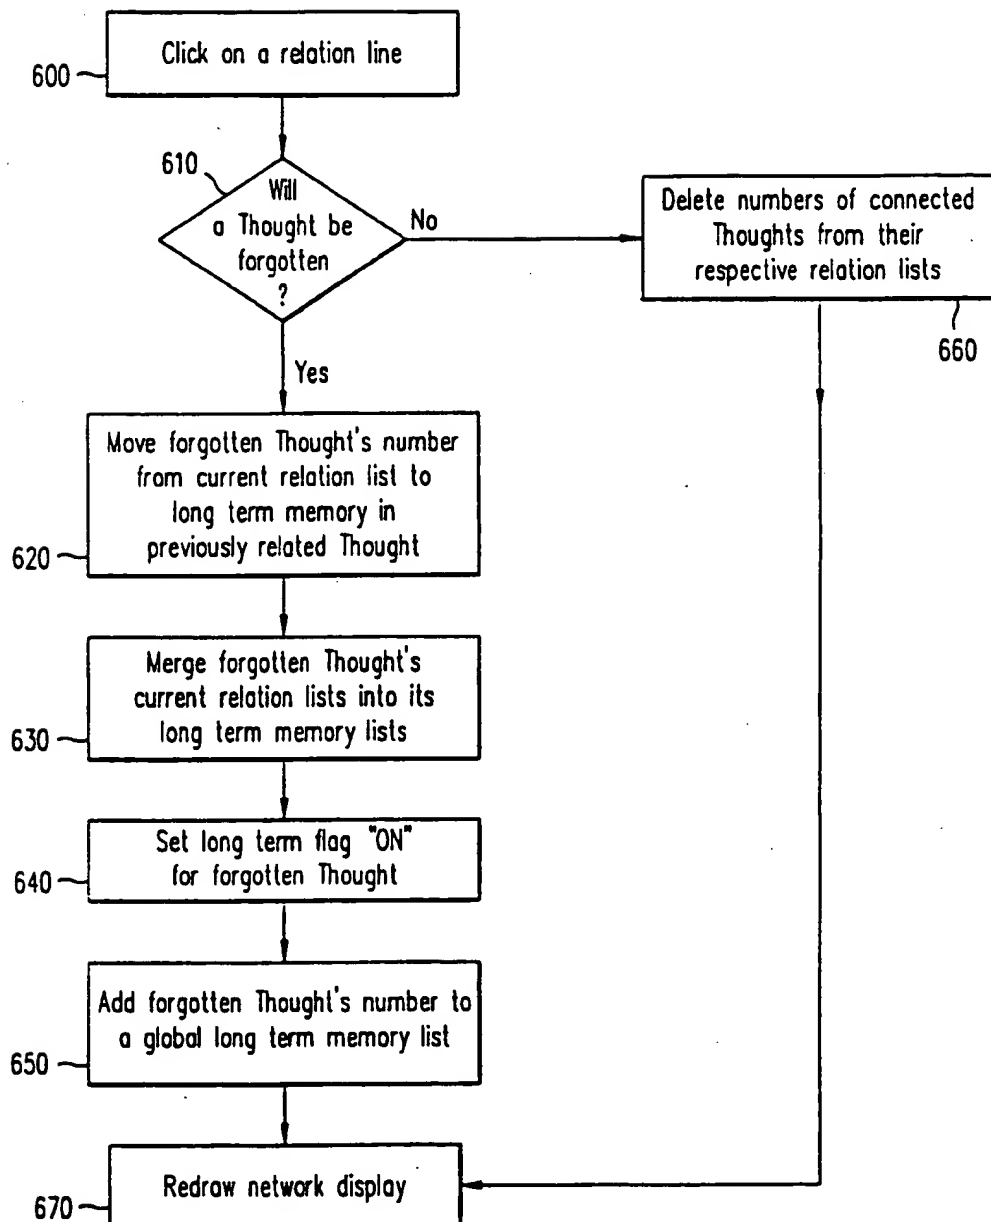 Click on a relation line
600
610
Will
a Thought be
forgotten
?
No
Delete numbers of connected
Thoughts from their
respective relation lists
660
Yes
Move forgotten Thought's number
from current relation list to
long term memory in
previously related Thought
620
Merge forgotten Thought's
current relation lists into its
long term memory lists
630
Set long term flag "ON"
for forgotten Thought
640
Add forgotten Thought's number to
a global long term memory list
650
Redraw network display
670